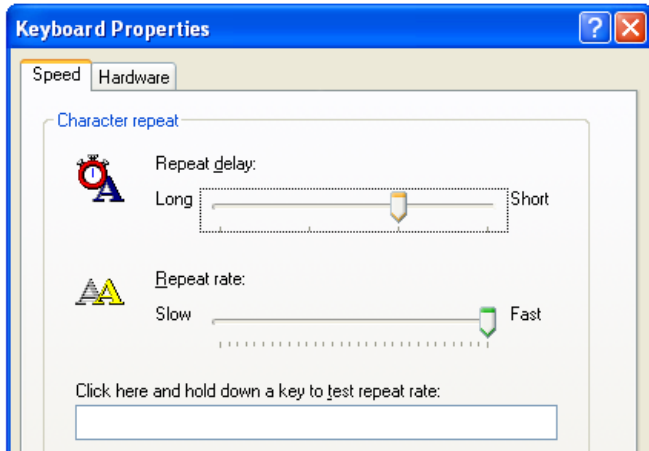 Keyboard Properties
Speed Hardware
Character repeat
Repeat delay:
Long Short
Repeat rate:
Slow Fast
Click here and hold down a key to test repeat rate: